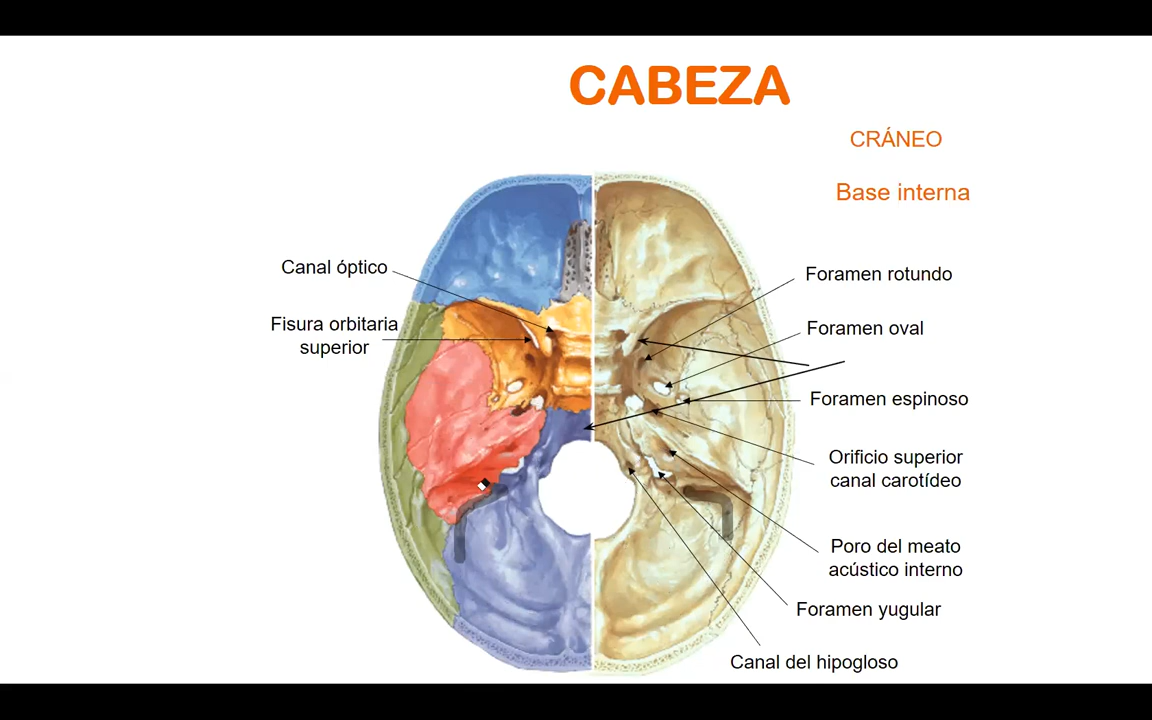 CABEZA
CRÁNEO
Base interna
Canal óptico
Fisura orbitaria
superior
Foramen rotundo
Foramen oval
Foramen espinoso
Orificio superior
canal carotídeo
Poro del meato
acústico interno
Foramen yugular
Canal del hipogloso